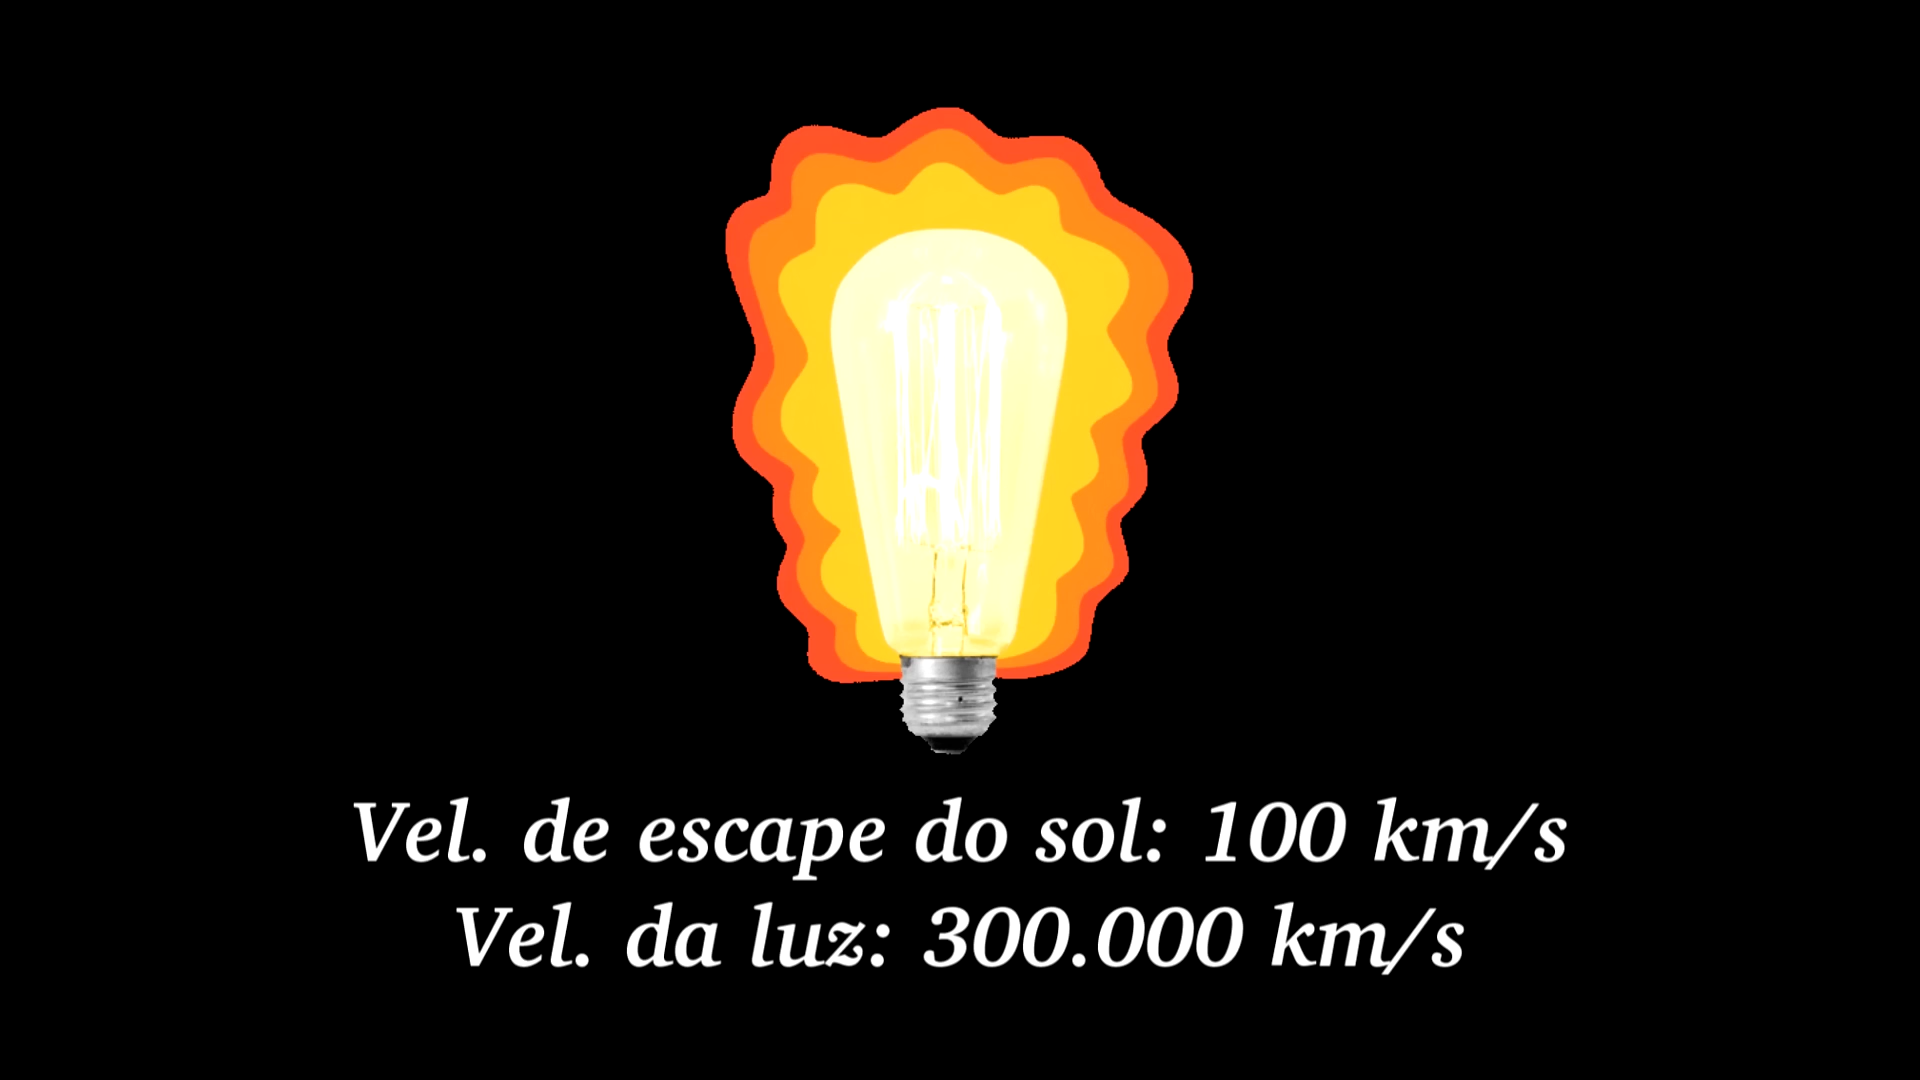 Vel. de escape do sol: 100 km/s
Vel. da luz: 300.000 km/s